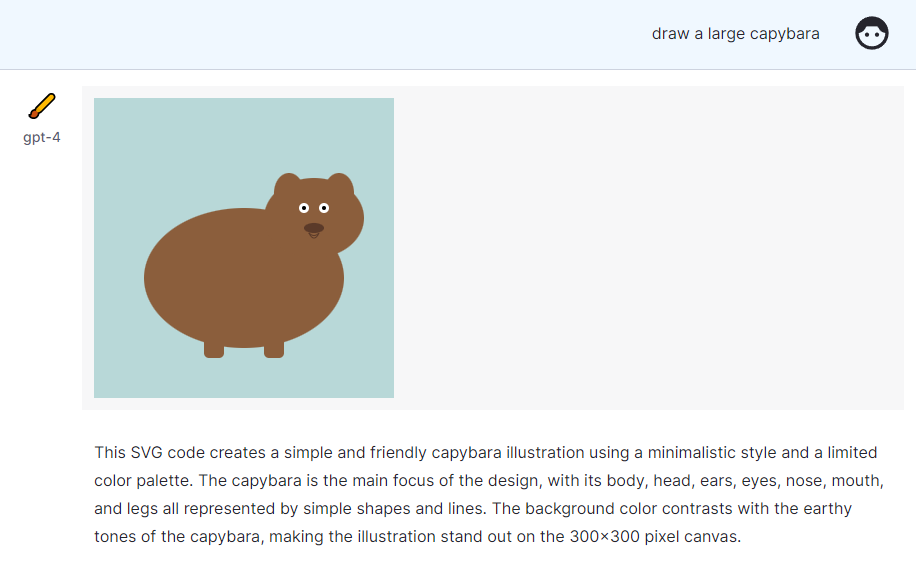 draw a large capybara
gpt-4
This SVG code creates a simple and friendly capybara illustration using a minimalistic style and a limited
color palette. The capybara is the main focus of the design, with its body, head, ears, eyes, nose, mouth,
and legs all represented by simple shapes and lines. The background color contrasts with the earthy
tones of the capybara, making the illustration stand out on the 300×300 pixel canvas.